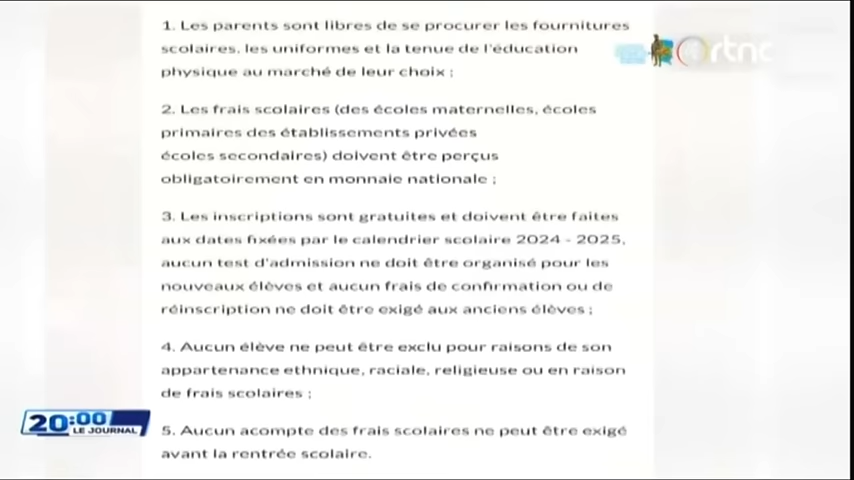 1. Les parents sont libres de se procurer les fournitures
scolaires, les uniformes et la tenue de l'éducation
physique au marché de leur choix ;
rtnc
2. Les frais scolaires (des écoles maternelles, écoles
primaires des établissements privées
écoles secondaires) doivent être perçus
obligatoirement en monnaie nationale ;
3. Les inscriptions sont gratuites et doivent être faites
aux dates fixées par le calendrier scolaire 2024 - 2025,
aucun test d'admission ne doit être organisé pour les
nouveaux élèves et aucun frais de confirmation ou de
réinscription ne doit être exigé aux anciens élèves ;
4. Aucun élève ne peut être exclu pour raisons de son
appartenance ethnique, raciale, religieuse ou en raison
de frais scolaires ;
5. Aucun acompte des frais scolaires ne peut être exigé
avant la rentrée scolaire.
20:00
LE JOURNAL